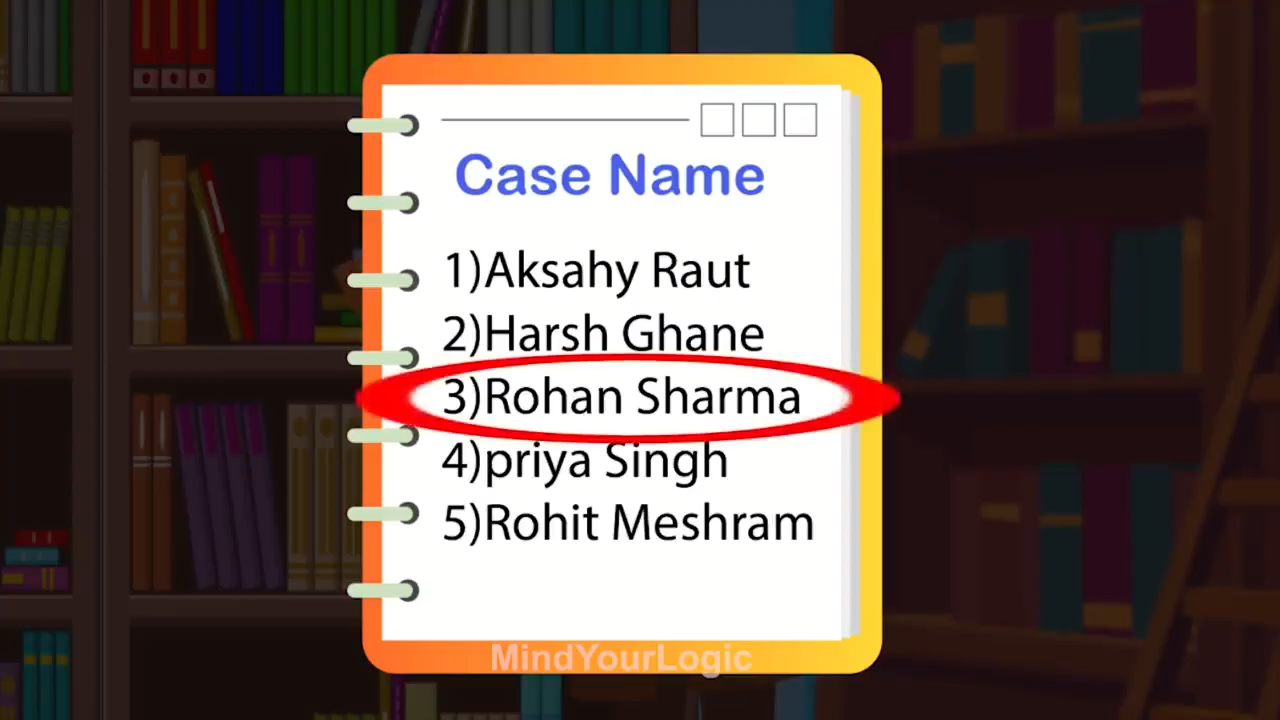 Case Name
1)Aksahy Raut
2)Harsh Ghane
3)Rohan Sharma
4)priya Singh
5)Rohit Meshram
MindYourLogic